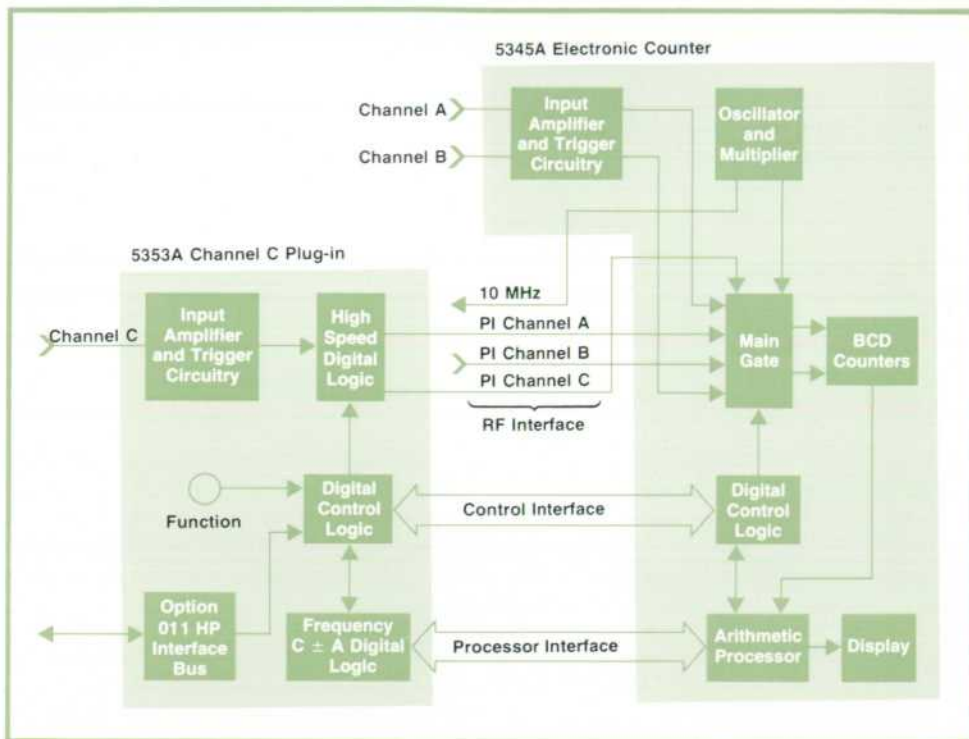 5345A Electronic Counter
Channel A
Channel B
Input
Amplifier
and Trigger
Circuitry
Oscillator
and
Multiplier
5353A Channel C Plug-in
Channel C
Input
Amplifier
and Trigger
Circuitry
High
Speed
Digital
Logic
10 MHz
PI Channel A
PI Channel B
PI Channel C
RF Interface
Main
Gate
BCD
Counters
Function
Digital
Control
Logic
Control Interface
Digital
Control
Logic
Option
011 HP
Interface
Bus
Frequency
C ± A Digital
Logic
Processor Interface
Arithmetic
Processor
Display